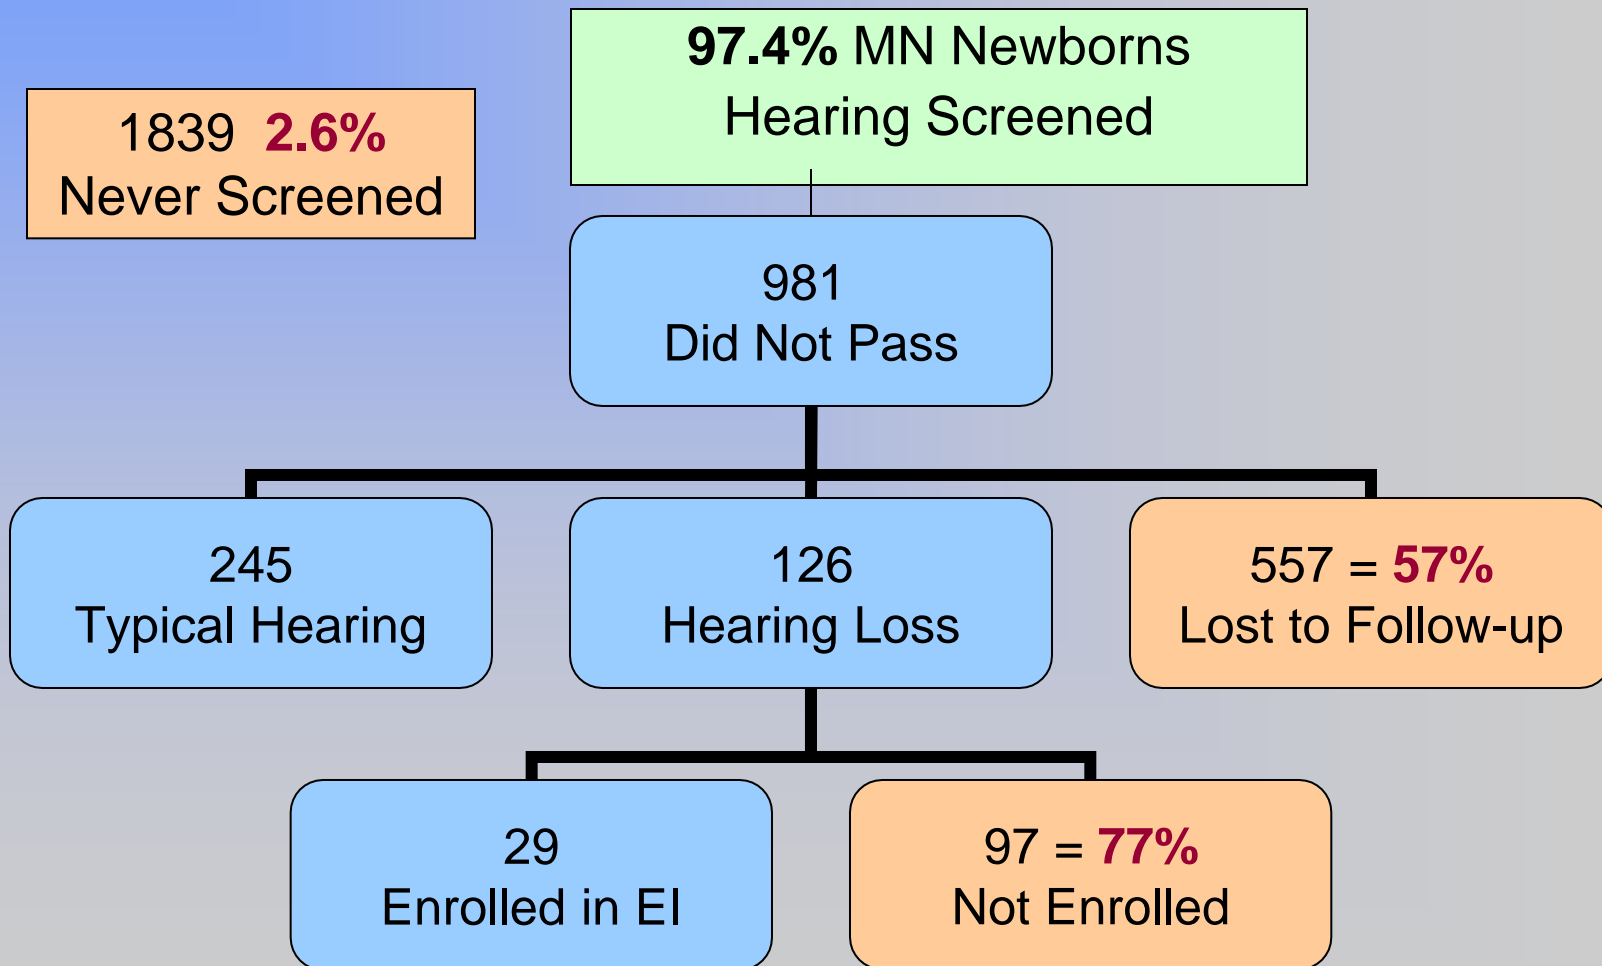 97.4% MN Newborns
Hearing Screened
1839 2.6%
Never Screened
981
Did Not Pass
245
Typical Hearing
126
Hearing Loss
557 = 57%
Lost to Follow-up
29
Enrolled in EI
97 = 77%
Not Enrolled